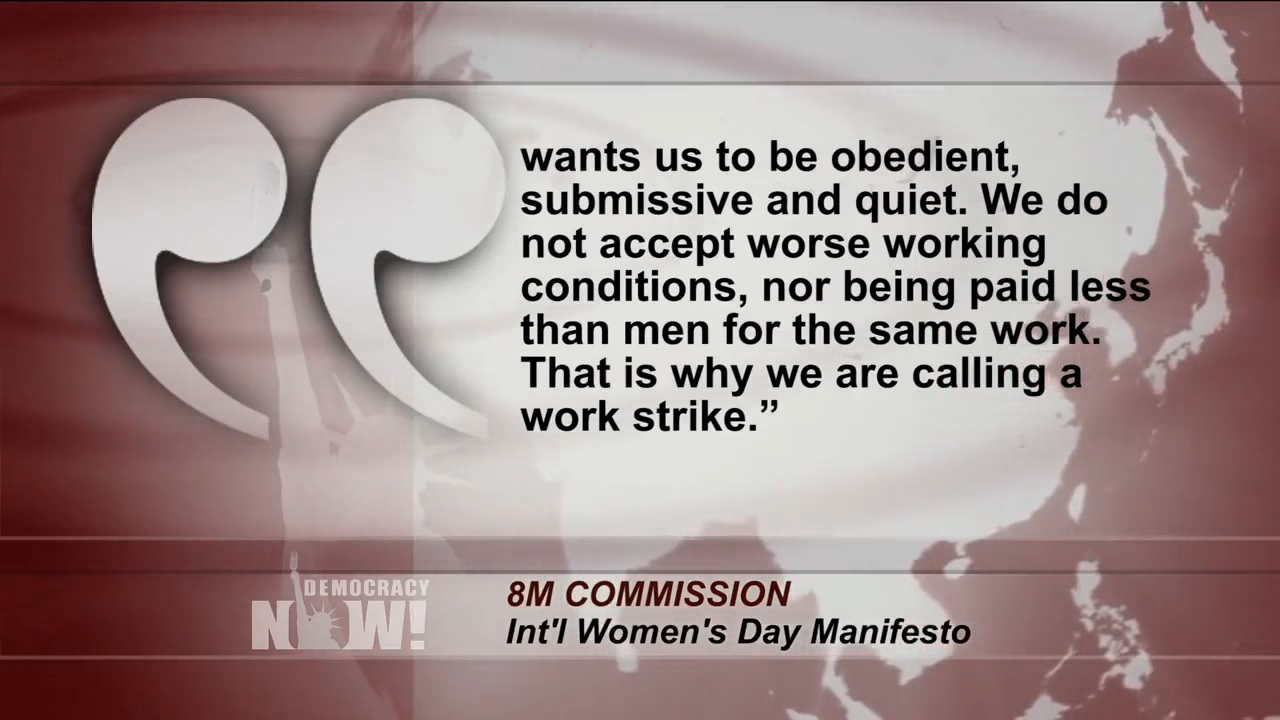 wants us to be obedient,
submissive and quiet. We do
not accept worse working
conditions, nor being paid less
than men for the same work.
That is why we are calling a
work strike.”
8M COMMISSION
Int'l Women's Day Manifesto
DEMOCRACY
NOW!